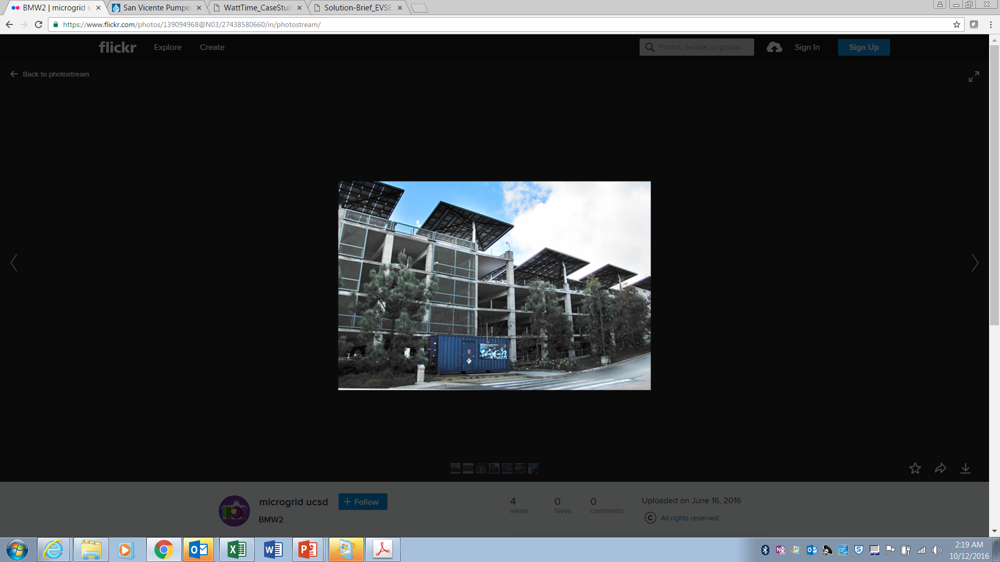 BMW2 | microgrid u
San Vicente Pumpe
WattTime_CaseStud
Solution-Brief_EVSE
https://www.flickr.com/photos/139094968@N03/27438580660/in/photostream/
flickr
Explore
Create
Photos, people, or groups
Sign In
Sign Up
Back to photostream
microgrid ucsd
+ Follow
BMW2
4
views
0
faves
0
comments
Uploaded on June 16, 2016
© All rights reserved
2:19 AM
10/12/2016